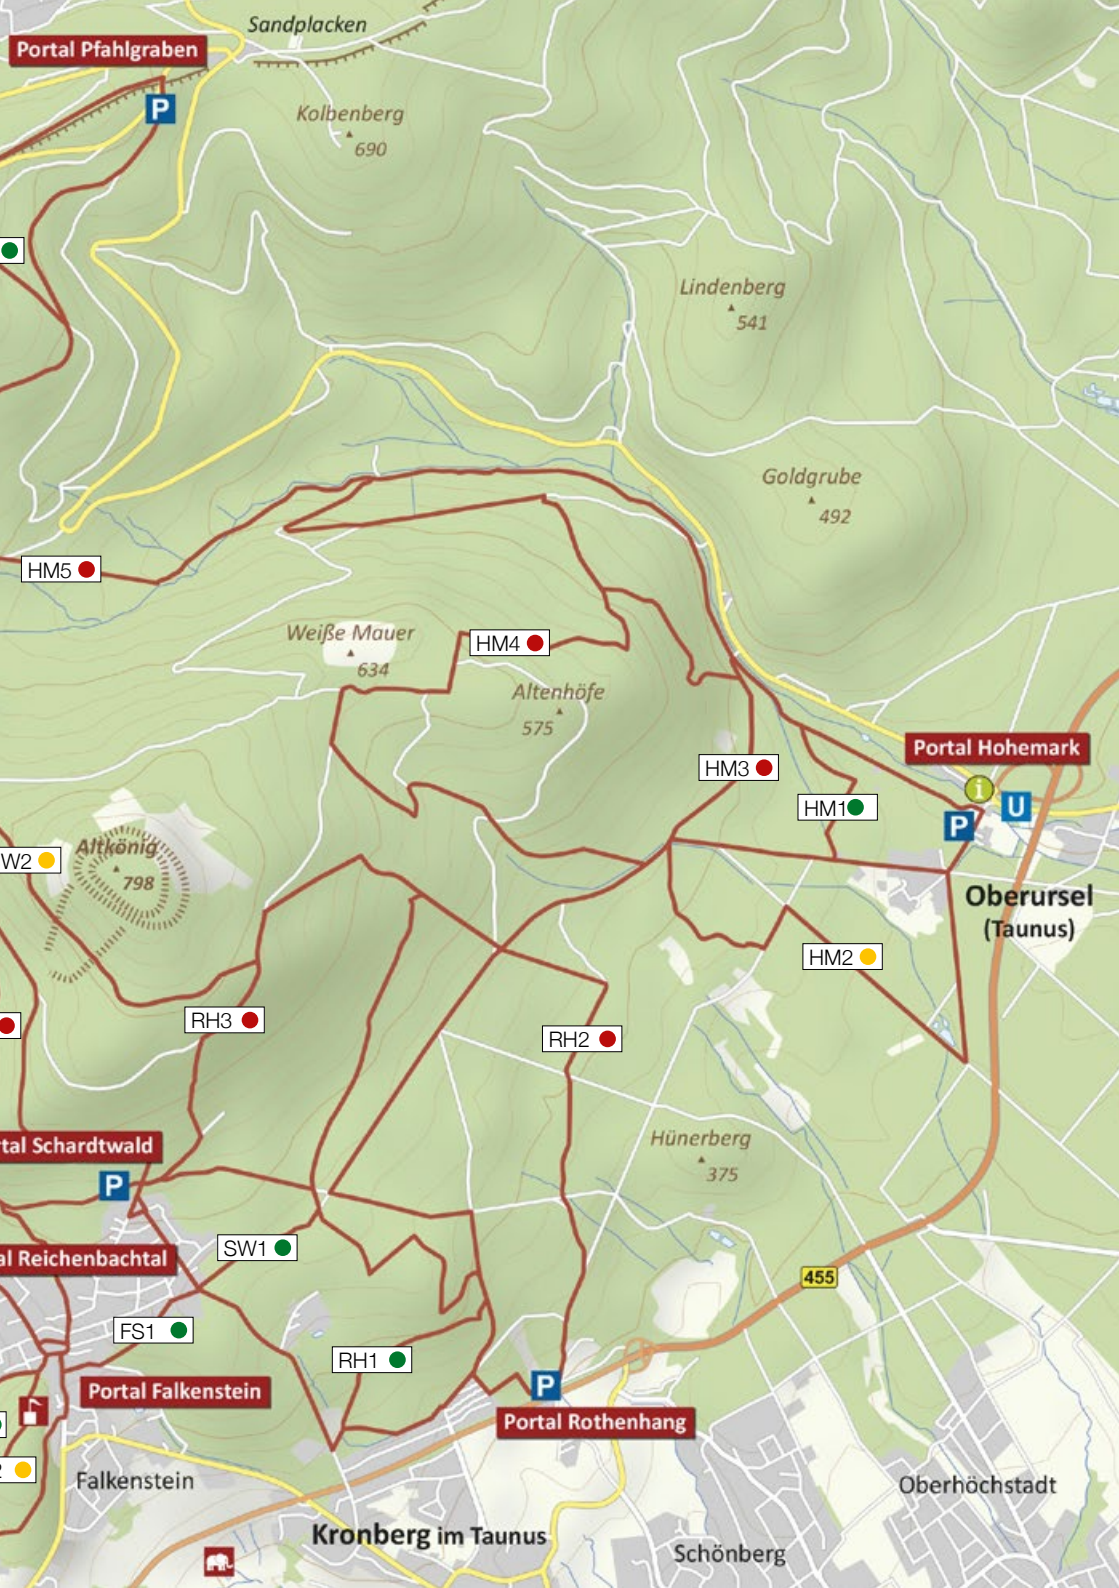 Sandplacken
Portal Pfahlgraben
P
Kolbenberg
690
Lindenberg
541
Goldgrube
492
HM5
Weiße Mauer
634
HM4
Altenhöfe
575
Portal Hohemark
HM3
i
U
HM1
P
Altkönig
798
W2
Oberursel
(Taunus)
HM2
RH3
RH2
tal Schardtwald
Hünerberg
375
P
SW1
al Reichenbachtal
455
FS1
RH1
P
Portal Falkenstein
Portal Rothenhang
2
Falkenstein
Oberhöchstadt
Kronberg im Taunus
Schönberg